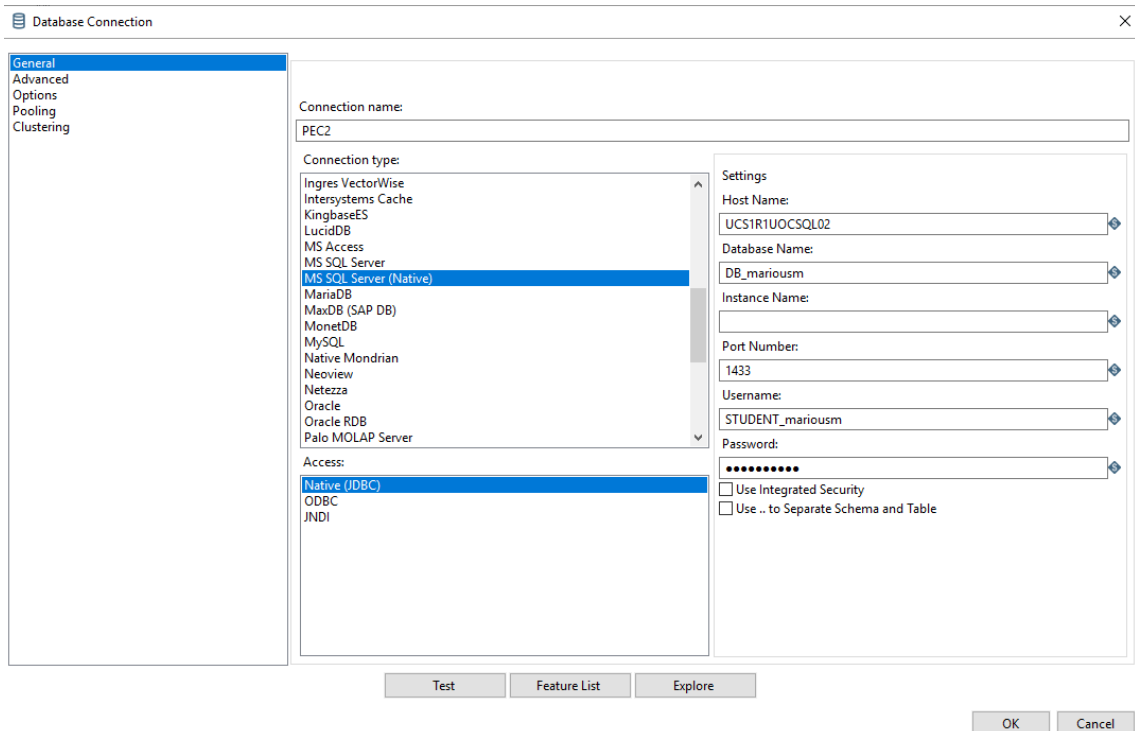 Database Connection
General
Advanced
Options
Pooling
Clustering
Connection name:
PEC2
Connection type:
Ingres VectorWise
Intersystems Cache
KingbaseES
LucidDB
MS Access
MS SQL Server
MS SQL Server (Native)
MariaDB
MaxDB (SAP DB)
MonetDB
MySQL
Native Mondrian
Neoview
Netezza
Oracle
Oracle RDB
Palo MOLAP Server
Access:
Native (JDBC)
ODBC
JNDI
Settings
Host Name:
UCS1R1UOCSQL02
Database Name:
DB_mariousm
Instance Name:
Port Number:
1433
Username:
STUDENT_mariousm
Password:
●●●●●●●●●●
Use Integrated Security
Use .. to Separate Schema and Table
Test
Feature List
Explore
OK
Cancel